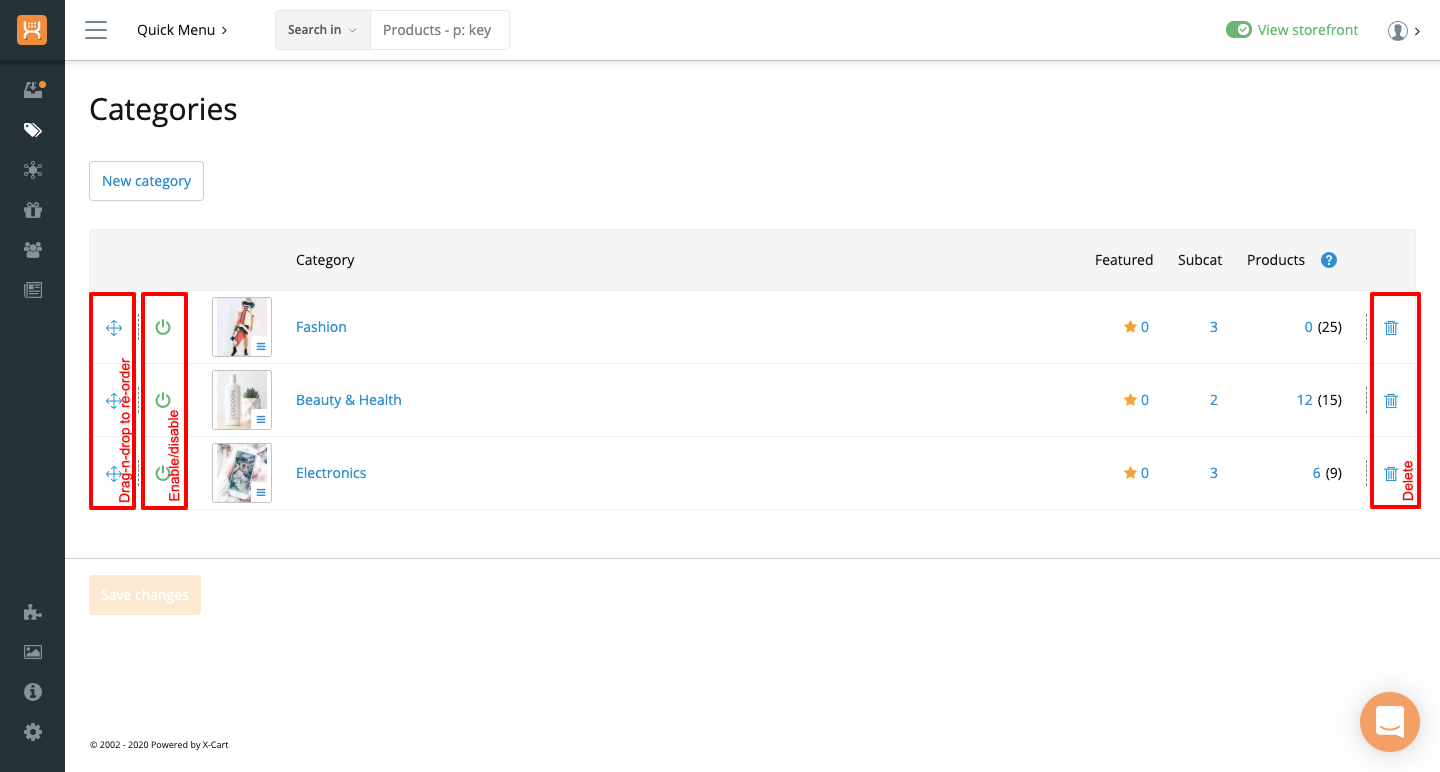 Quick Menu
Search in
Products - p: key
View storefront
Categories
New category
Category Featured Subcat Products ?
Fashion 0 3 0 (25)
Beauty & Health 0 2 12 (15)
Electronics 0 3 6 (9)
Drag-n-drop to re-order
Enable/disable
Delete
Save changes
© 2002 - 2020 Powered by X-Cart